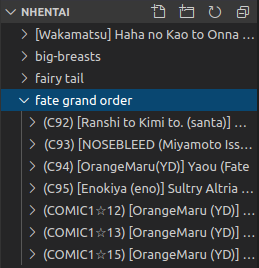 NHENTAI
[Wakamatsu] Haha no Kao to Onna ...
big-breasts
fairy tail
fate grand order
(C92) [Ranshi to Kimi to. (santa)] ...
(C93) [NOSEBLEED (Miyamoto Iss...
(C94) [OrangeMaru(YD)] Yaou (Fate
(C95) [Enokiya (eno)] Sultry Altria ...
(COMIC1☆12) [OrangeMaru (YD)] ...
(COMIC1☆13) [OrangeMaru (YD)] ...
(COMIC1☆15) [OrangeMaru (YD)] ...